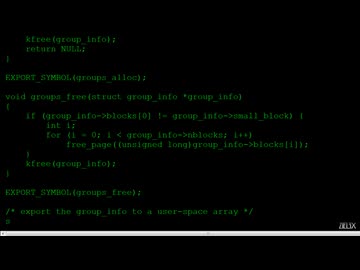 kfree(group_info);
return NULL;
}
EXPORT_SYMBOL(groups_alloc);
void groups_free(struct group_info *group_info)
{
if (group_info->blocks[0] != group_info->small_block) {
int i;
for (i = 0; i < group_info->nblocks; i++)
free_page((unsigned long)group_info->blocks[i]);
}
kfree(group_info);
}
EXPORT_SYMBOL(groups_free);
/* export the group_info to a user-space array */
s